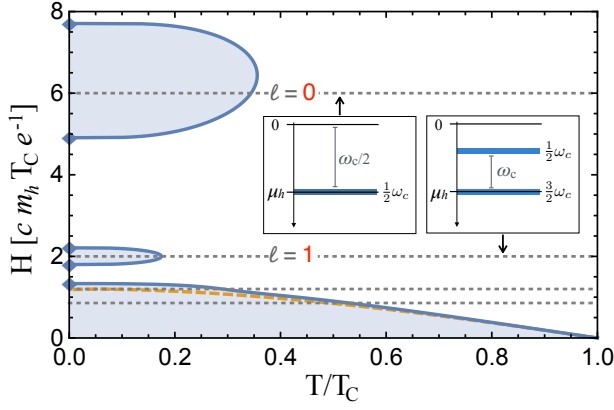 8
6
4
2
0
H [c m_h T_C e^{-1}]
ℓ = 0
ℓ = 1
0
ω_c/2
μ_h
1/2 ω_c
0
1/2 ω_c
ω_c
μ_h
3/2 ω_c
0.0 0.2 0.4 0.6 0.8 1.0
T/T_C